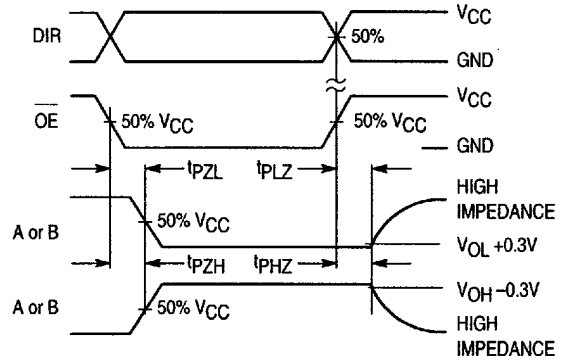 DIR
50%
VCC
GND
OE
50% VCC
50% VCC
VCC
GND
tPZL
tPLZ
A or B
50% VCC
HIGH
IMPEDANCE
VOL +0.3V
tPZH
tPHZ
A or B
50% VCC
VOH –0.3V
HIGH
IMPEDANCE